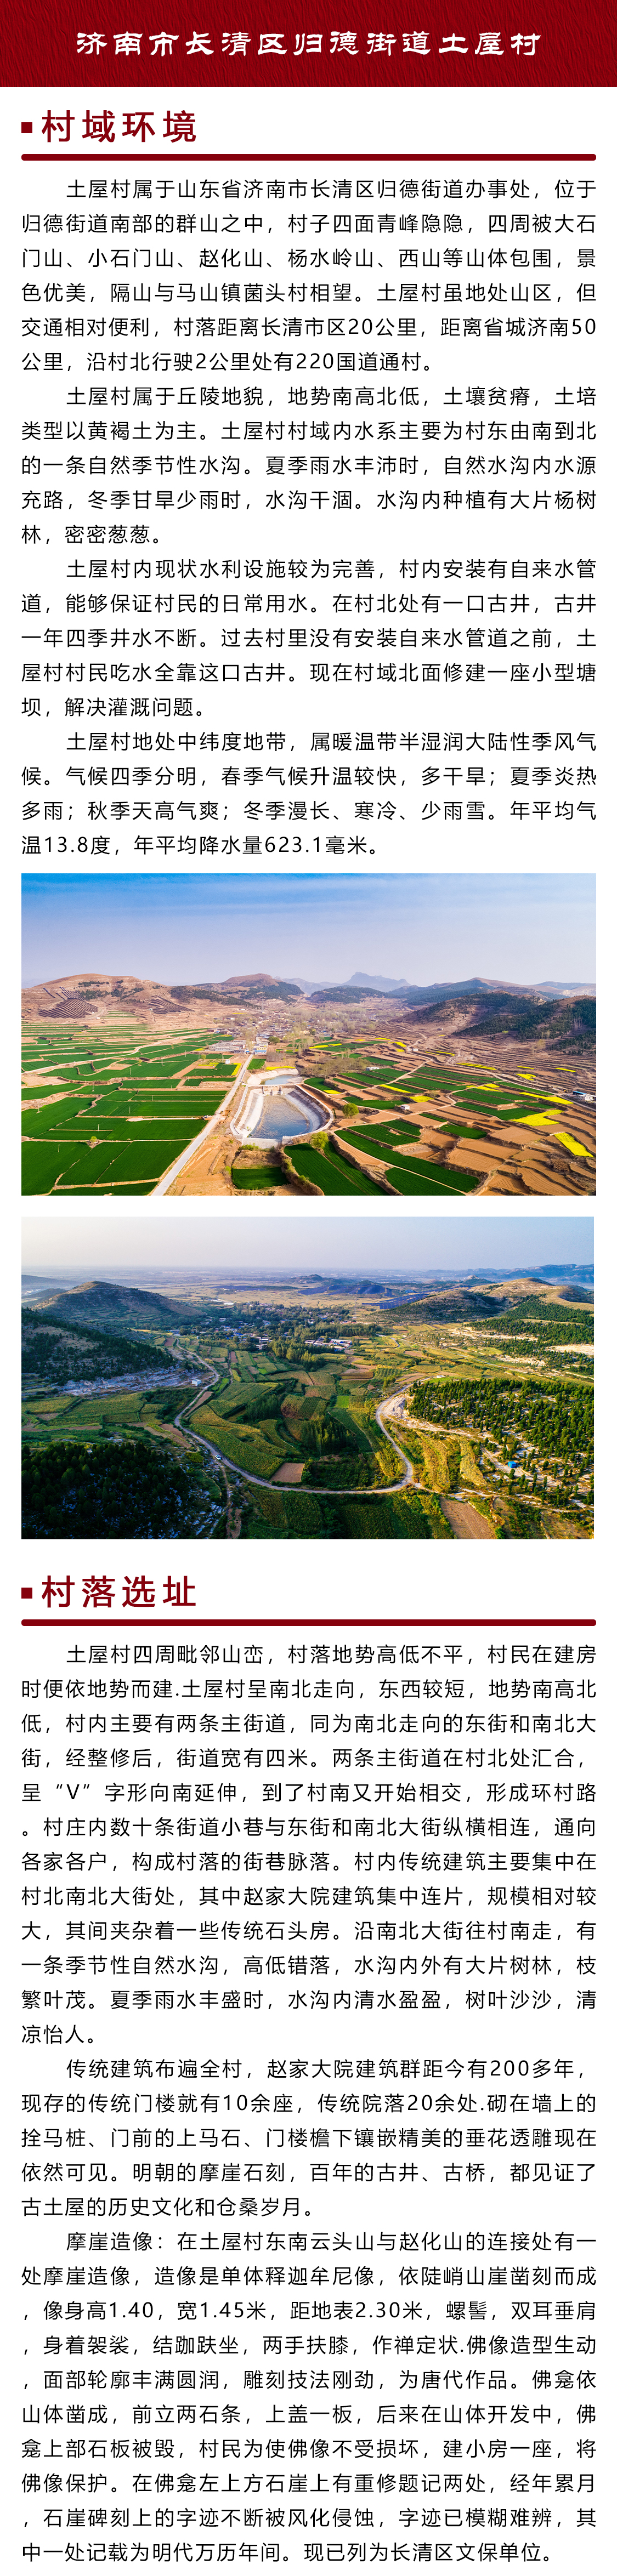 济南市长清区归德街道土屋村
村域环境
土屋村属于山东省济南市长清区归德街道办事处，位于
归德街道南部的群山之中，村子四面青峰隐隐，四周被大石
门山、小石门山、赵化山、杨水岭山、西山等山体包围，景
色优美，隔山与马山镇菌头村相望。土屋村虽地处山区，但
交通相对便利，村落距离长清市区20公里，距离省城济南50
公里，沿村北行驶2公里处有220国道通村。
土屋村属于丘陵地貌，地势南高北低，土壤贫瘠，土培
类型以黄褐土为主。土屋村村域内水系主要为村东由南到北
的一条自然季节性水沟。夏季雨水丰沛时，自然水沟内水源
充路，冬季甘旱少雨时，水沟干涸。水沟内种植有大片杨树
林，密密葱葱。
土屋村内现状水利设施较为完善，村内安装有自来水管
道，能够保证村民的日常用水。在村北处有一口古井，古井
一年四季井水不断。过去村里没有安装自来水管道之前，土
屋村村民吃水全靠这口古井。现在村域北面修建一座小型塘
坝，解决灌溉问题。
土屋村地处中纬度地带，属暖温带半湿润大陆性季风气
候。气候四季分明，春季气候升温较快，多干旱；夏季炎热
多雨；秋季天高气爽；冬季漫长、寒冷、少雨雪。年平均气
温13.8度，年平均降水量623.1毫米。
村落选址
土屋村四周毗邻山峦，村落地势高低不平，村民在建房
时便依地势而建.土屋村呈南北走向，东西较短，地势南高北
低，村内主要有两条主街道，同为南北走向的东街和南北大
街，经整修后，街道宽有四米。两条主街道在村北处汇合，
呈“V”字形向南延伸，到了村南又开始相交，形成环村路
。村庄内数十条街道小巷与东街和南北大街纵横相连，通向
各家各户，构成村落的街巷脉落。村内传统建筑主要集中在
村北南北大街处，其中赵家大院建筑集中连片，规模相对较
大，其间夹杂着一些传统石头房。沿南北大街往村南走，有
一条季节性自然水沟，高低错落，水沟内外有大片树林，枝
繁叶茂。夏季雨水丰盛时，水沟内清水盈盈，树叶沙沙，清
凉怡人。
传统建筑布遍全村，赵家大院建筑群距今有200多年，
现存的传统门楼就有10余座，传统院落20余处.砌在墙上的
拴马桩、门前的上马石、门楼檐下镶嵌精美的垂花透雕现在
依然可见。明朝的摩崖石刻，百年的古井、古桥，都见证了
古土屋的历史文化和仓桑岁月。
摩崖造像：在土屋村东南云头山与赵化山的连接处有一
处摩崖造像，造像是单体释迦牟尼像，依陡峭山崖凿刻而成
，像身高1.40，宽1.45米，距地表2.30米，螺髻，双耳垂肩
，身着袈裟，结跏趺坐，两手扶膝，作禅定状.佛像造型生动
，面部轮廓丰满圆润，雕刻技法刚劲，为唐代作品。佛龛依
山体凿成，前立两石条，上盖一板，后来在山体开发中，佛
龛上部石板被毁，村民为使佛像不受损坏，建小房一座，将
佛像保护。在佛龛左上方石崖上有重修题记两处，经年累月
，石崖碑刻上的字迹不断被风化侵蚀，字迹已模糊难辨，其
中一处记载为明代万历年间。现已列为长清区文保单位。